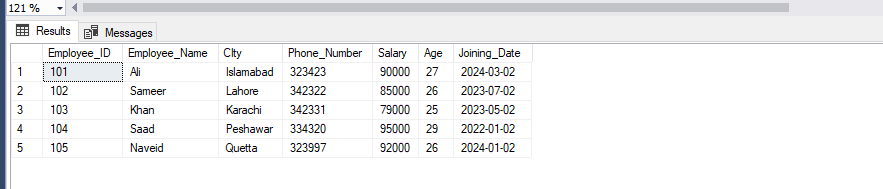 121 %
Results Messages
Employee_ID Employee_Name CIty Phone_Number Salary Age Joining_Date
1 101 Ali Islamabad 323423 90000 27 2024-03-02
2 102 Sameer Lahore 342322 85000 26 2023-07-02
3 103 Khan Karachi 342331 79000 25 2023-05-02
4 104 Saad Peshawar 334320 95000 29 2022-01-02
5 105 Naveid Quetta 323997 92000 26 2024-01-02